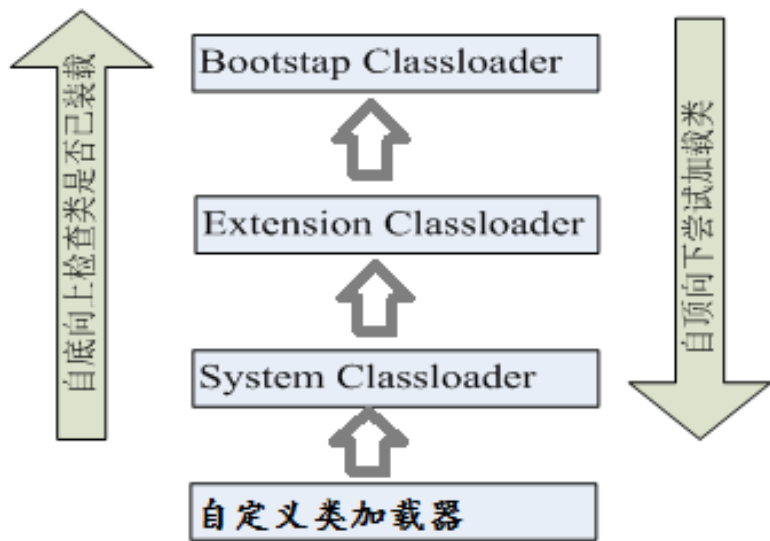 自底向上检查类是否已装载
Bootstap Classloader
Extension Classloader
System Classloader
自定义类加载器
自顶向下尝试加载类